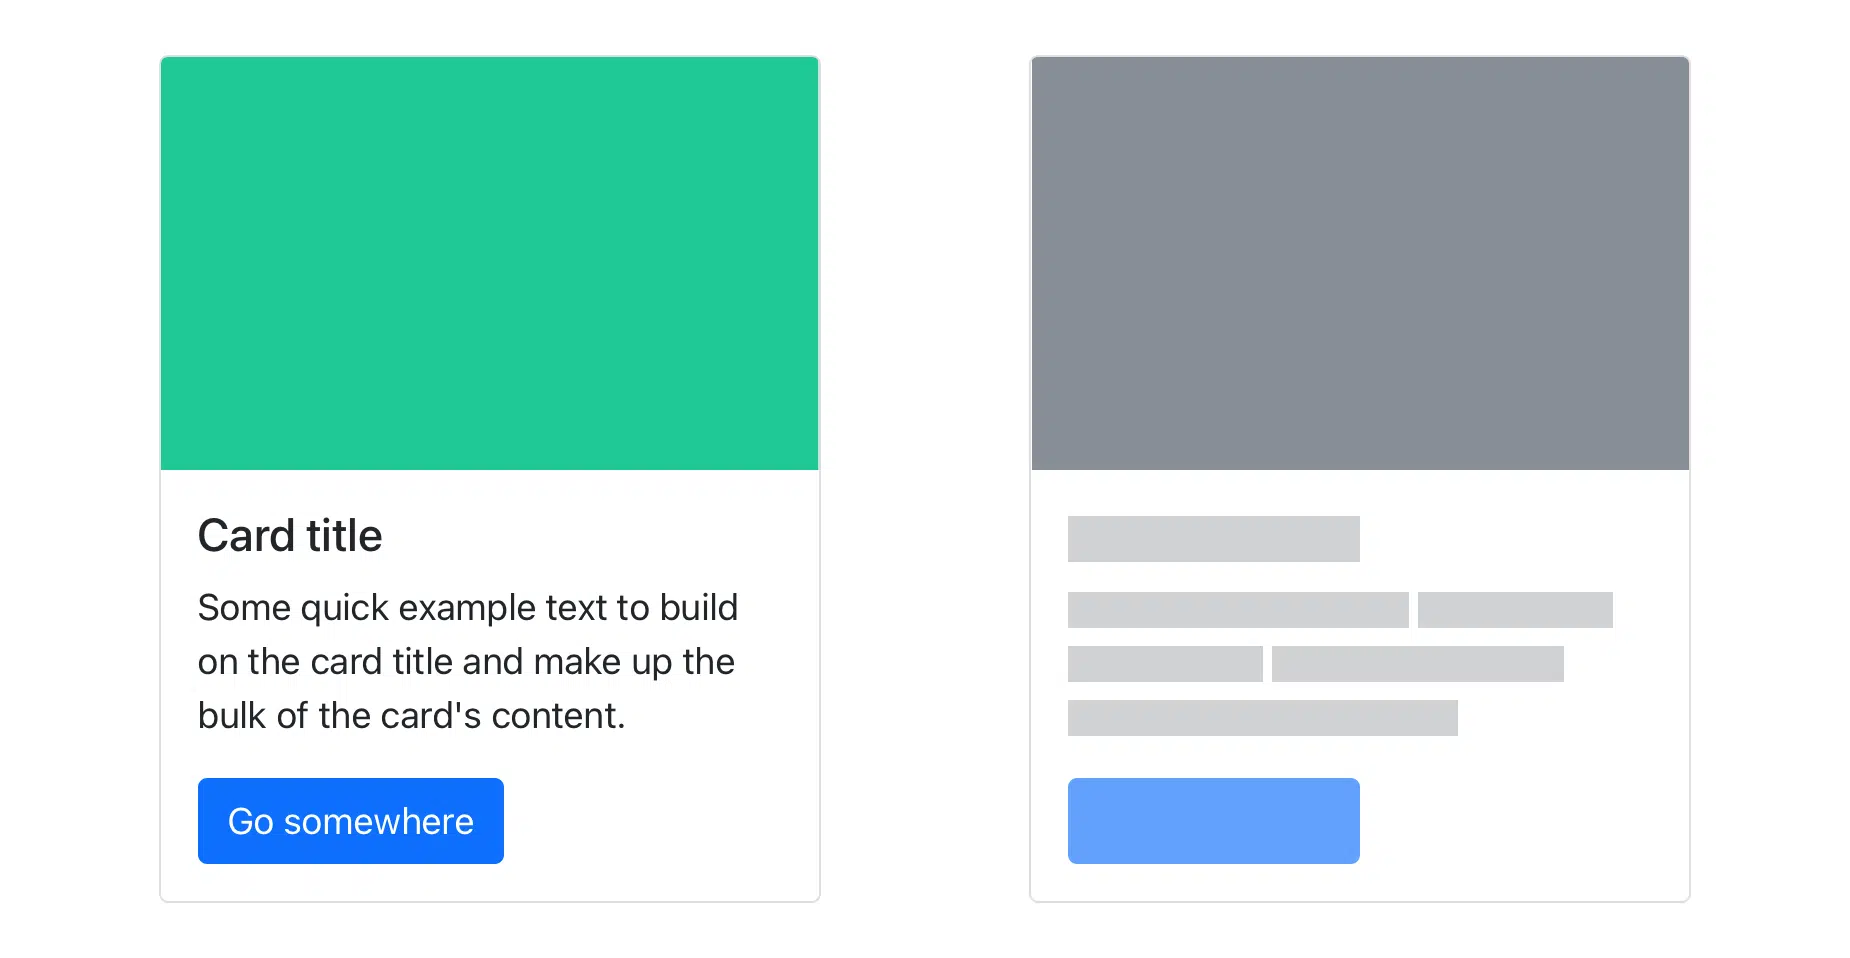 Card title
Some quick example text to build
on the card title and make up the
bulk of the card's content.
Go somewhere